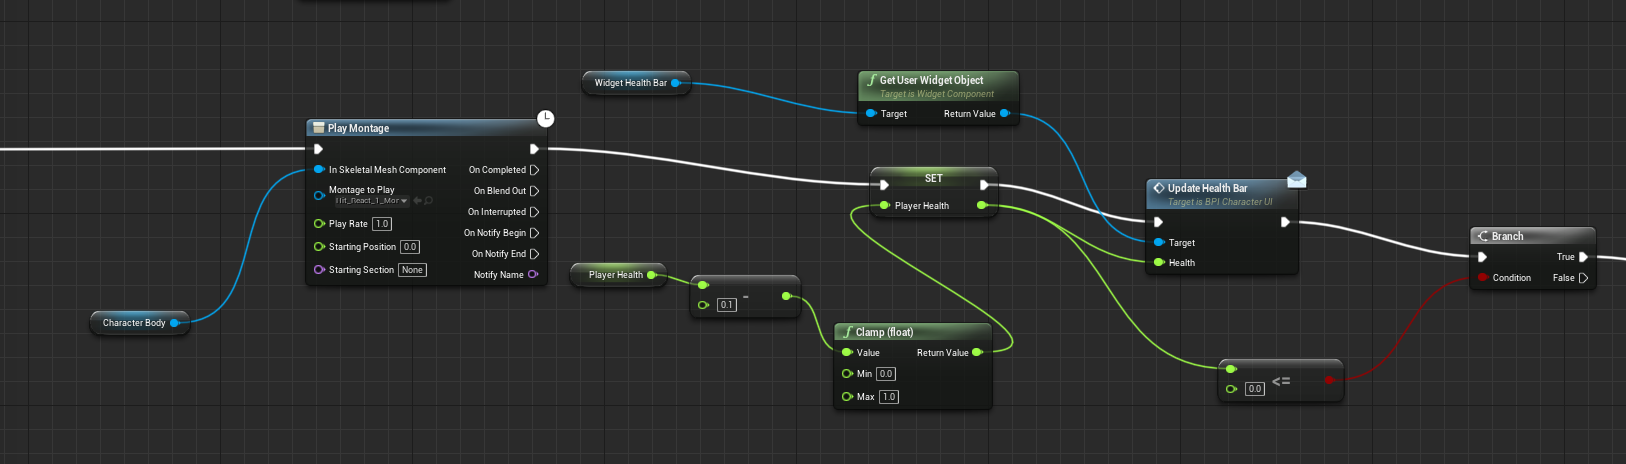 Widget Health Bar
Get User Widget Object
Target is Widget Component
Target
Return Value
Play Montage
In Skeletal Mesh Component
On Completed
Montage to Play
Hit_React_1_Mor
On Blend Out
On Interrupted
Play Rate 1.0
On Notify Begin
Starting Position 0.0
On Notify End
Starting Section None
Notify Name
Character Body
SET
Player Health
Update Health Bar
Target is BPI Character UI
Target
Health
Player Health
0.1
-
Clamp (float)
Value
Return Value
Min 0.0
Max 1.0
Branch
True
Condition
False
0.0
<=